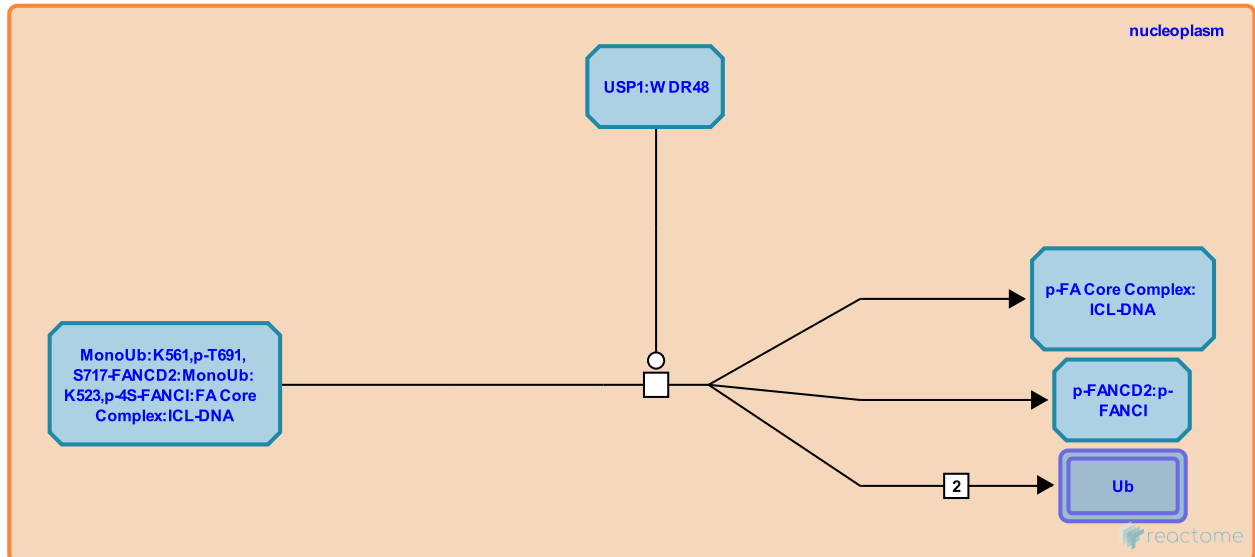 nucleoplasm
USP1:WDR48
p-FA Core Complex:
ICL-DNA
MonoUb:K561,p-T691,
S717-FANCD2:MonoUb:
K523,p-4S-FANCI:FA Core
Complex:ICL-DNA
p-FANCD2:p-
FANCI
2
Ub
reactome